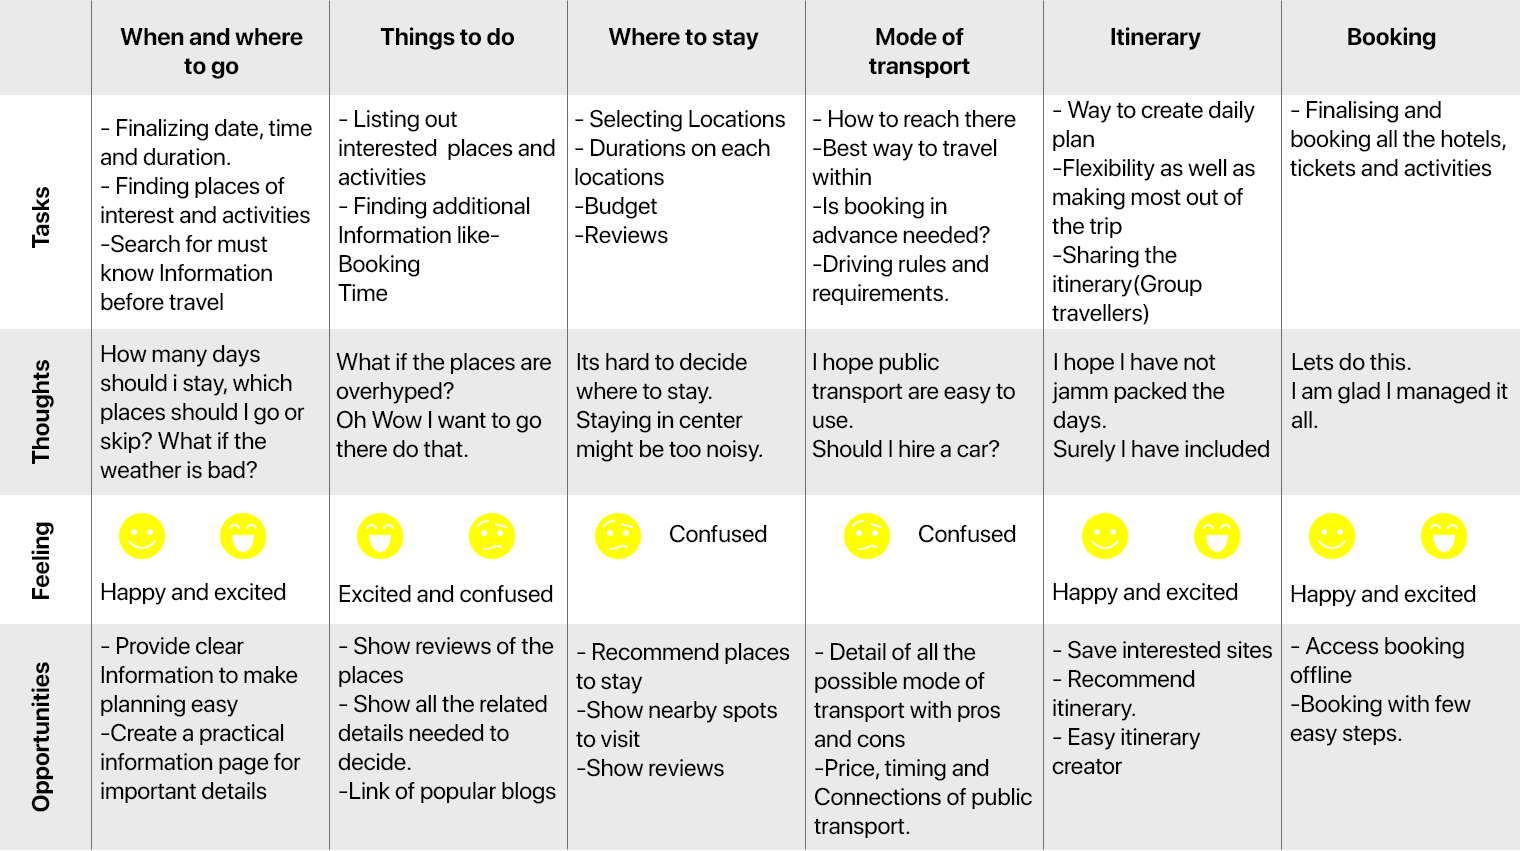 When and where
to go
Things to do
Where to stay
Mode of
transport
Itinerary
Booking
Tasks
- Finalizing date, time
and duration.
- Finding places of
interest and activities
-Search for must
know Information
before travel
- Listing out
interested  places and
activities
- Finding additional
Information like-
Booking
Time
- Selecting Locations
- Durations on each
locations
-Budget
-Reviews
- How to reach there
-Best way to travel
within
-Is booking in
advance needed?
-Driving rules and
requirements.
- Way to create daily
plan
-Flexibility as well as
making most out of
the trip
-Sharing the
itinerary(Group
travellers)
- Finalising and
booking all the hotels,
tickets and activities
Thoughts
How many days
should i stay, which
places should I go or
skip? What if the
weather is bad?
What if the places are
overhyped?
Oh Wow I want to go
there do that.
Its hard to decide
where to stay.
Staying in center
might be too noisy.
I hope public
transport are easy to
use.
Should I hire a car?
I hope I have not
jamm packed the
days.
Surely I have included
Lets do this.
I am glad I managed it
all.
Feeling
Happy and excited
Excited and confused
Confused
Confused
Happy and excited
Happy and excited
Opportunities
- Provide clear
Information to make
planning easy
-Create a practical
information page for
important details
- Show reviews of the
places
- Show all the related
details needed to
decide.
-Link of popular blogs
- Recommend places
to stay
-Show nearby spots
to visit
-Show reviews
- Detail of all the
possible mode of
transport with pros
and cons
-Price, timing and
Connections of public
transport.
- Save interested sites
- Recommend
itinerary.
- Easy itinerary
creator
- Access booking
offline
-Booking with few
easy steps.